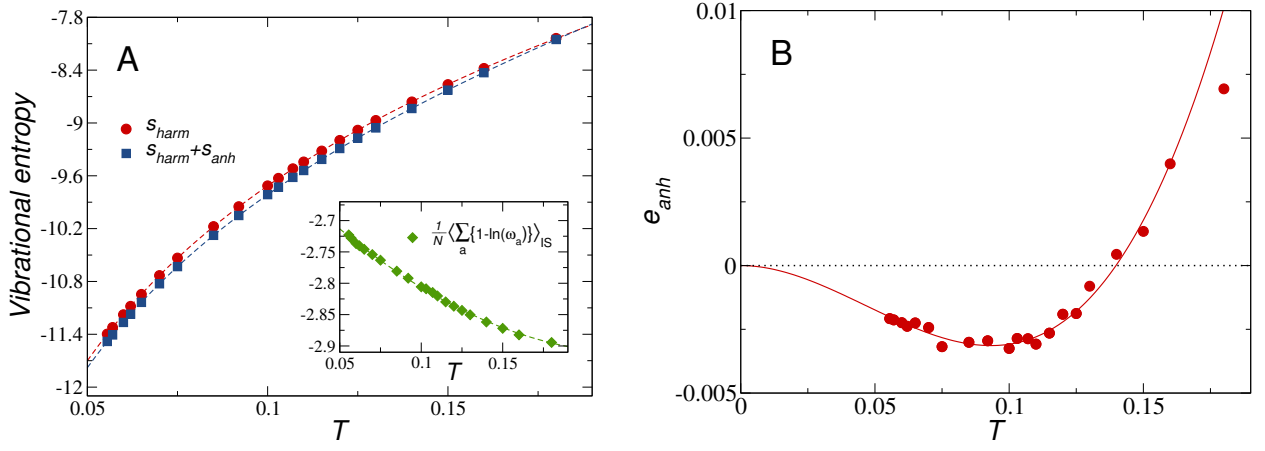 A
Vibrational entropy
-7.8
-8.4
-9
-9.6
-10.2
-10.8
-11.4
-12
s_harm
s_harm+s_anh
-2.7
-2.75
-2.8
-2.85
-2.9
1/N⟨∑_a{1-ln(ω_a)}⟩_IS
0.05 0.1 0.15
T
0.05 0.1 0.15
T
B
e_anh
0.01
0.005
0
-0.005
0 0.05 0.1 0.15
T